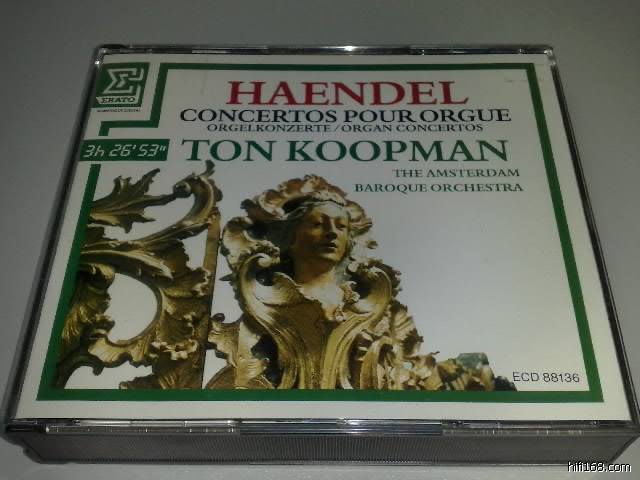 ERATO
HAENDEL
CONCERTOS POUR ORGUE
ORGELKONZERTE / ORGAN CONCERTOS
3h 26'53"
TON KOOPMAN
THE AMSTERDAM
BAROQUE ORCHESTRA
ECD 88136
hifi168.com